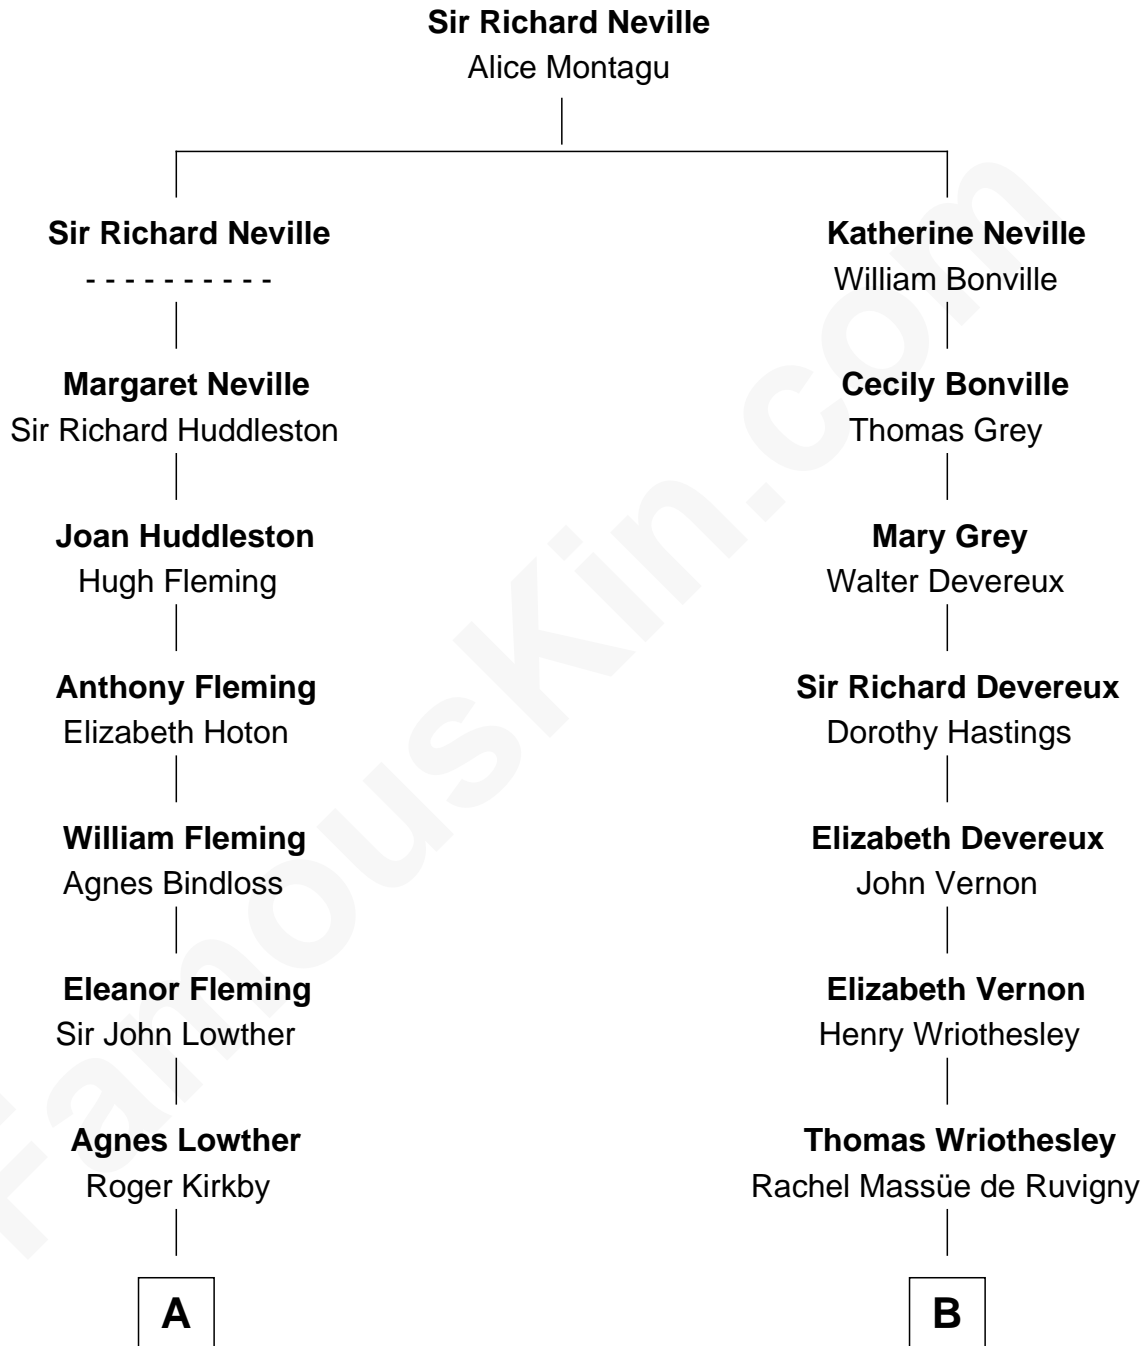 Sir Richard Neville
Alice Montagu
Sir Richard Neville
- - - - - - - - - -
Margaret Neville
Sir Richard Huddleston
Joan Huddleston
Hugh Fleming
Anthony Fleming
Elizabeth Hoton
William Fleming
Agnes Bindloss
Eleanor Fleming
Sir John Lowther
Agnes Lowther
Roger Kirkby
A
Katherine Neville
William Bonville
Cecily Bonville
Thomas Grey
Mary Grey
Walter Devereux
Sir Richard Devereux
Dorothy Hastings
Elizabeth Devereux
John Vernon
Elizabeth Vernon
Henry Wriothesley
Thomas Wriothesley
Rachel Massüe de Ruvigny
B
FamousKin.com